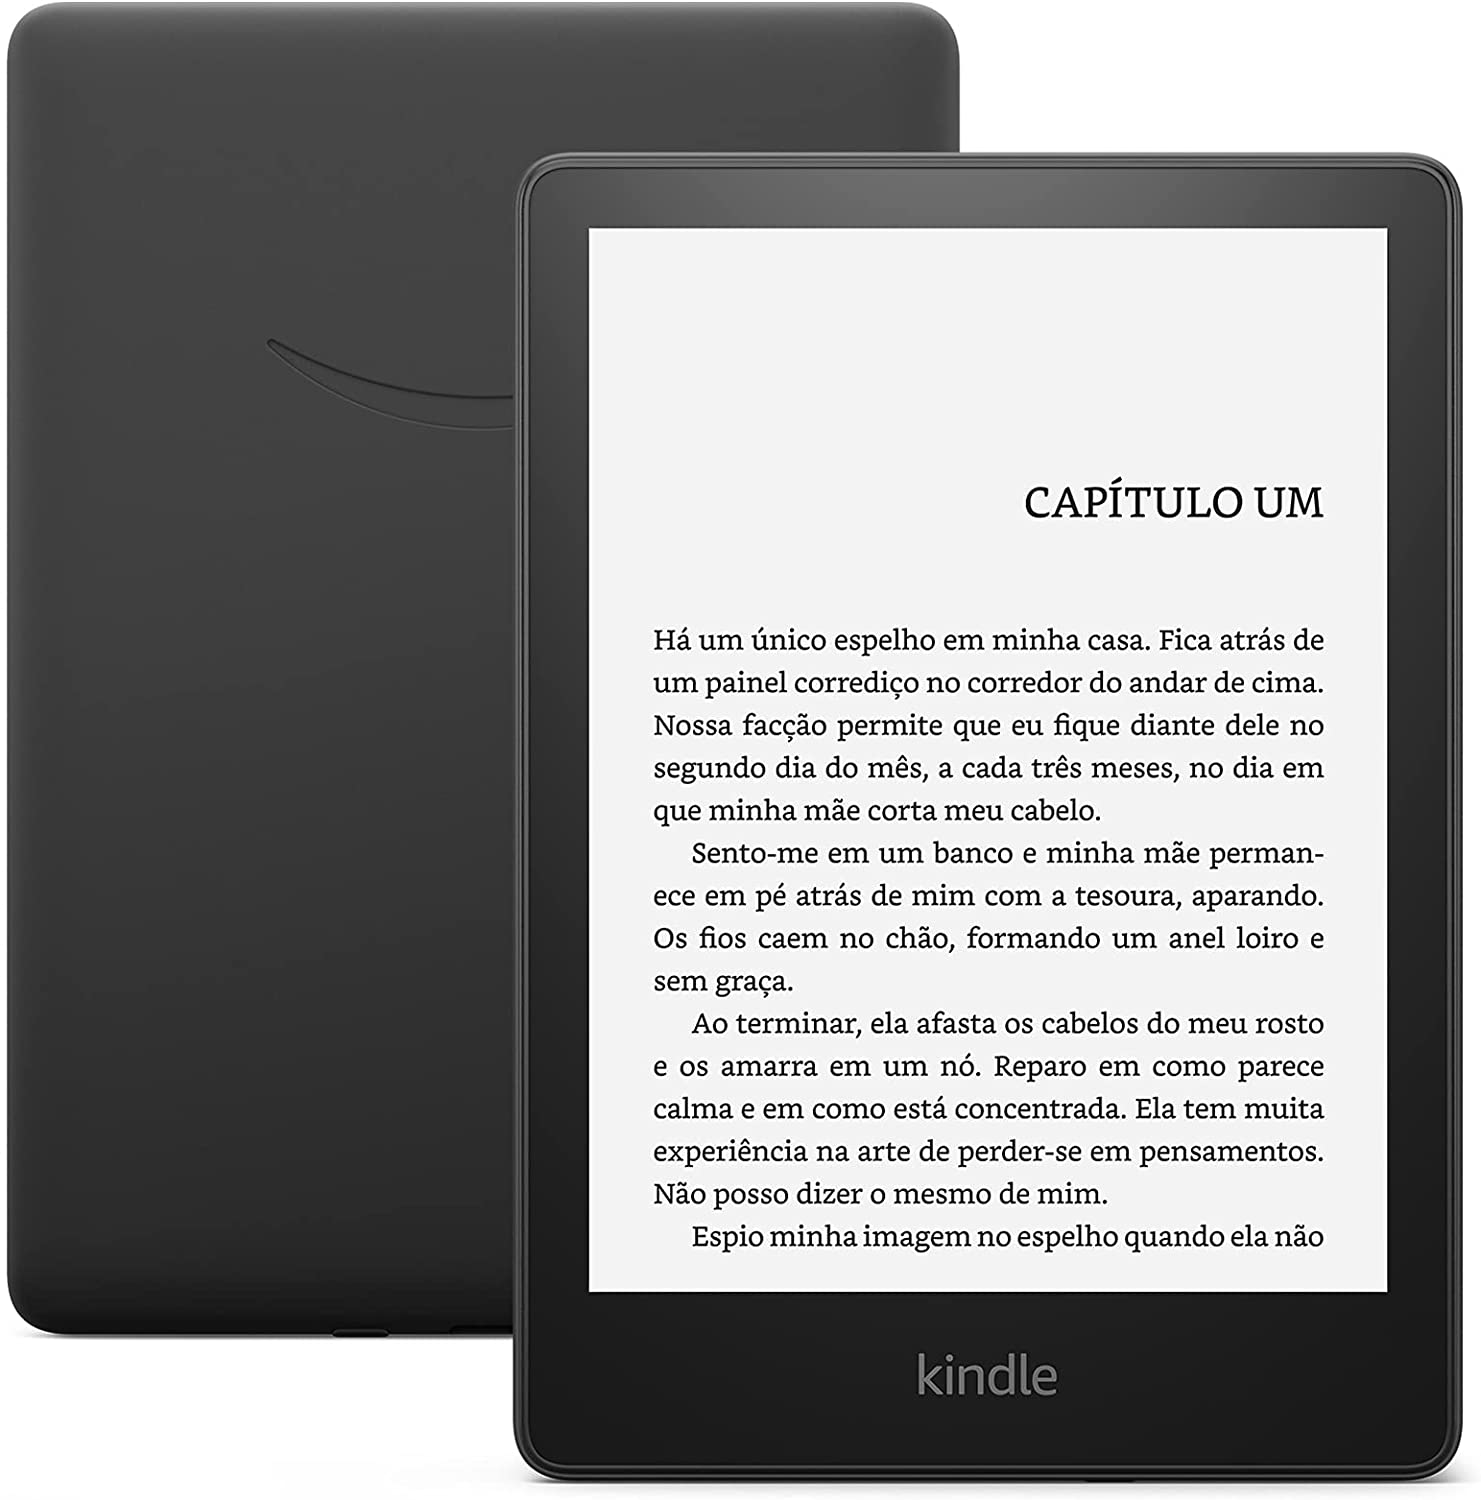 CAPÍTULO UM
Há um único espelho em minha casa. Fica atrás de
um painel corrediço no corredor do andar de cima.
Nossa facção permite que eu fique diante dele no
segundo dia do mês, a cada três meses, no dia em
que minha mãe corta meu cabelo.
Sento-me em um banco e minha mãe perman-
ece em pé atrás de mim com a tesoura, aparando.
Os fios caem no chão, formando um anel loiro e
sem graça.
Ao terminar, ela afasta os cabelos do meu rosto
e os amarra em um nó. Reparo em como parece
calma e em como está concentrada. Ela tem muita
experiência na arte de perder-se em pensamentos.
Não posso dizer o mesmo de mim.
Espio minha imagem no espelho quando ela não
kindle